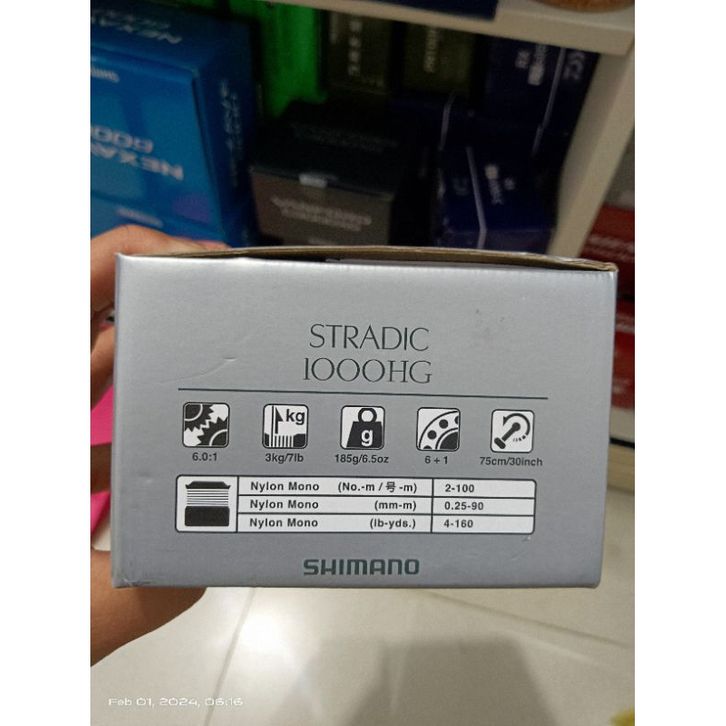 NEXAV
STRADIC
1000HG
kg
g
6.0:1
3kg/7lb
185g/6.5oz
6 + 1
75cm/30inch
Nylon Mono (No.-m / 号 -m) 2-100
Nylon Mono (mm-m) 0.25-90
Nylon Mono (lb-yds.) 4-160
SHIMANO
Feb 01, 2024, 06:16